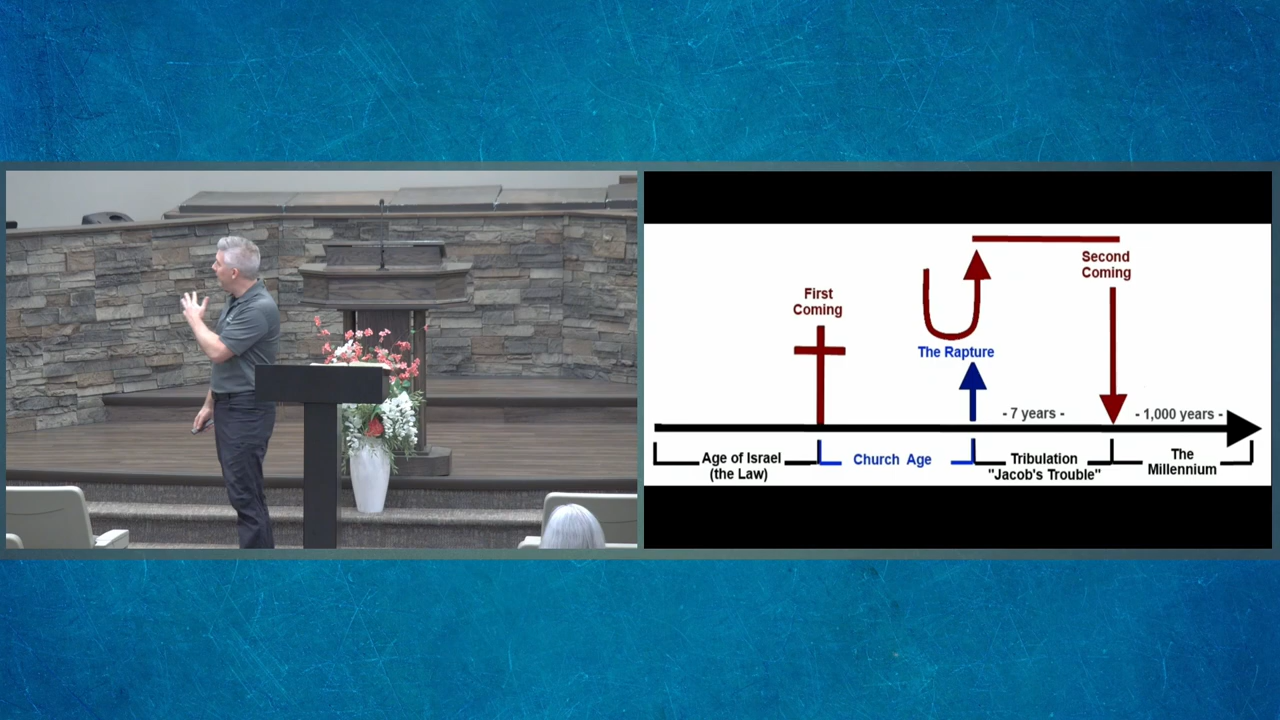 First
Coming
Second
Coming
The Rapture
- 7 years -
- 1,000 years -
Age of Israel
(the Law)
Church Age
Tribulation
"Jacob's Trouble"
The
Millennium